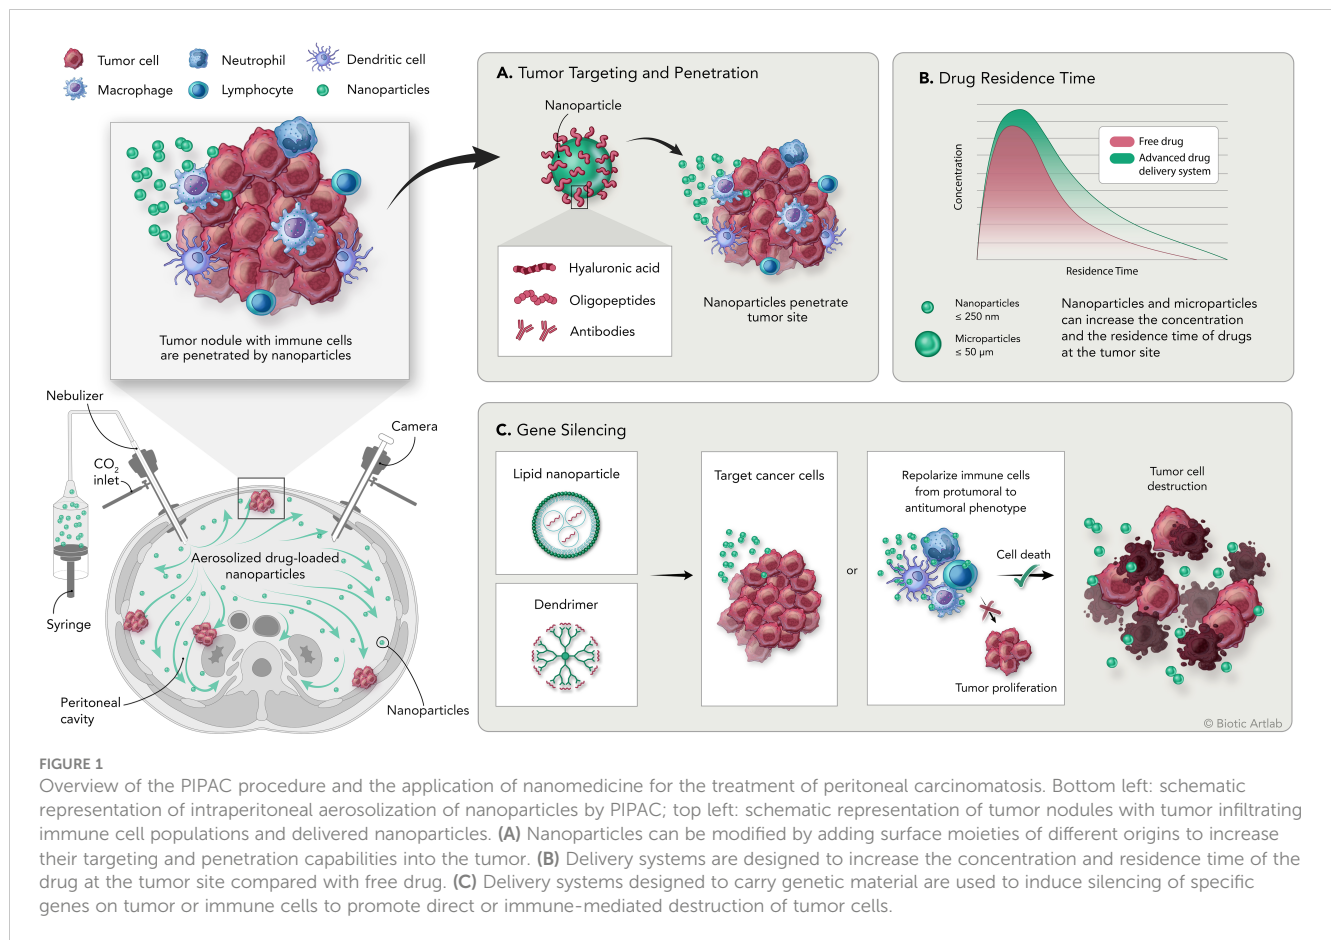 Tumor cell
Neutrophil
Dendritic cell
Macrophage
Lymphocyte
Nanoparticles
Tumor nodule with immune cells
are penetrated by nanoparticles
Nebulizer
CO2
inlet
Camera
Aerosolized drug-loaded
nanoparticles
Syringe
Peritoneal
cavity
Nanoparticles
A. Tumor Targeting and Penetration
Nanoparticle
Hyaluronic acid
Oligopeptides
Antibodies
Nanoparticles penetrate
tumor site
B. Drug Residence Time
Concentration
Free drug
Advanced drug
delivery system
Residence Time
Nanoparticles
≤ 250 nm
Microparticles
≤ 50 μm
Nanoparticles and microparticles
can increase the concentration
and the residence time of drugs
at the tumor site
C. Gene Silencing
Lipid nanoparticle
Dendrimer
Target cancer cells
or
Repolarize immune cells
from protumoral to
antitumoral phenotype
Cell death
Tumor proliferation
Tumor cell
destruction
© Biotic Artlab
FIGURE 1
Overview of the PIPAC procedure and the application of nanomedicine for the treatment of peritoneal carcinomatosis. Bottom left: schematic
representation of intraperitoneal aerosolization of nanoparticles by PIPAC; top left: schematic representation of tumor nodules with tumor infiltrating
immune cell populations and delivered nanoparticles. (A) Nanoparticles can be modified by adding surface moieties of different origins to increase
their targeting and penetration capabilities into the tumor. (B) Delivery systems are designed to increase the concentration and residence time of the
drug at the tumor site compared with free drug. (C) Delivery systems designed to carry genetic material are used to induce silencing of specific
genes on tumor or immune cells to promote direct or immune-mediated destruction of tumor cells.